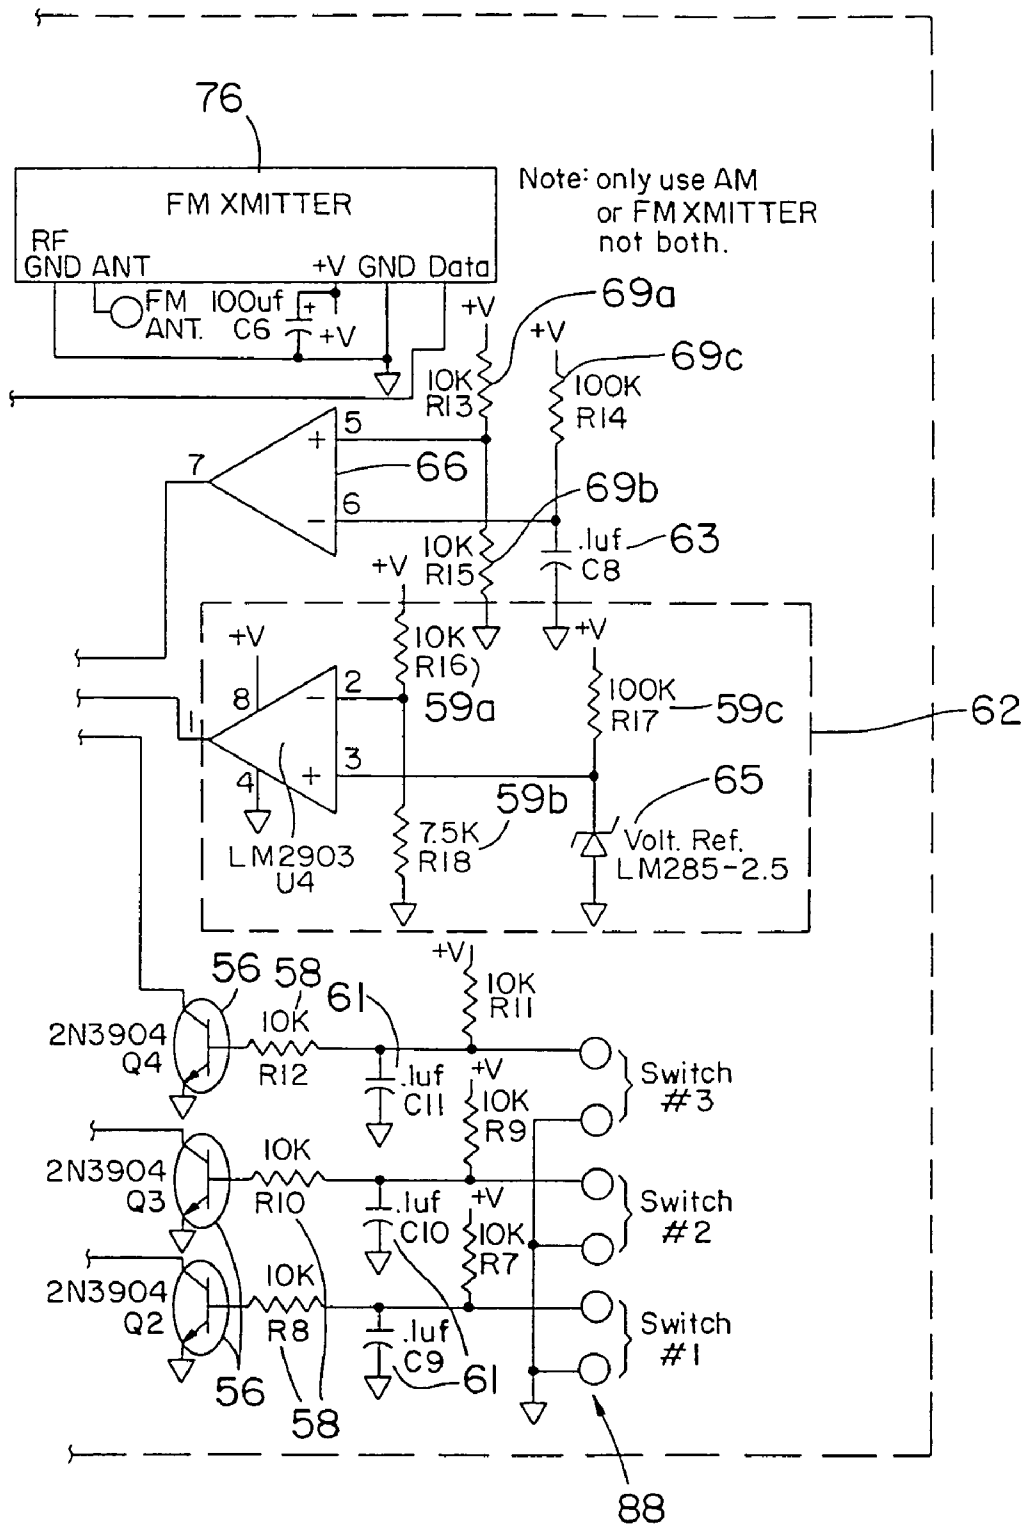 76
FM XMITTER
RF
GND ANT +V GND Data
Note: only use AM
or FM XMITTER
not both.
FM
ANT.
100uf
C6
+
+V
+V
69a
+V
69c
10K
R13
100K
R14
5
+
7
66
6
−
69b
10K
R15
.1uf
C8
63
+V
+V
10K
R16
59a
+V
8
2
−
1
100K
R17
59c
62
4
+
3
65
59b
7.5K
R18
Volt. Ref.
LM285-2.5
LM2903
U4
+V
10K
R11
56
58
61
2N3904
Q4
10K
R12
.1uf
C11
+V
10K
R9
Switch
#3
2N3904
Q3
10K
R10
.1uf
C10
+V
10K
R7
Switch
#2
2N3904
Q2
10K
R8
.1uf
C9
Switch
#1
56
58
61
88